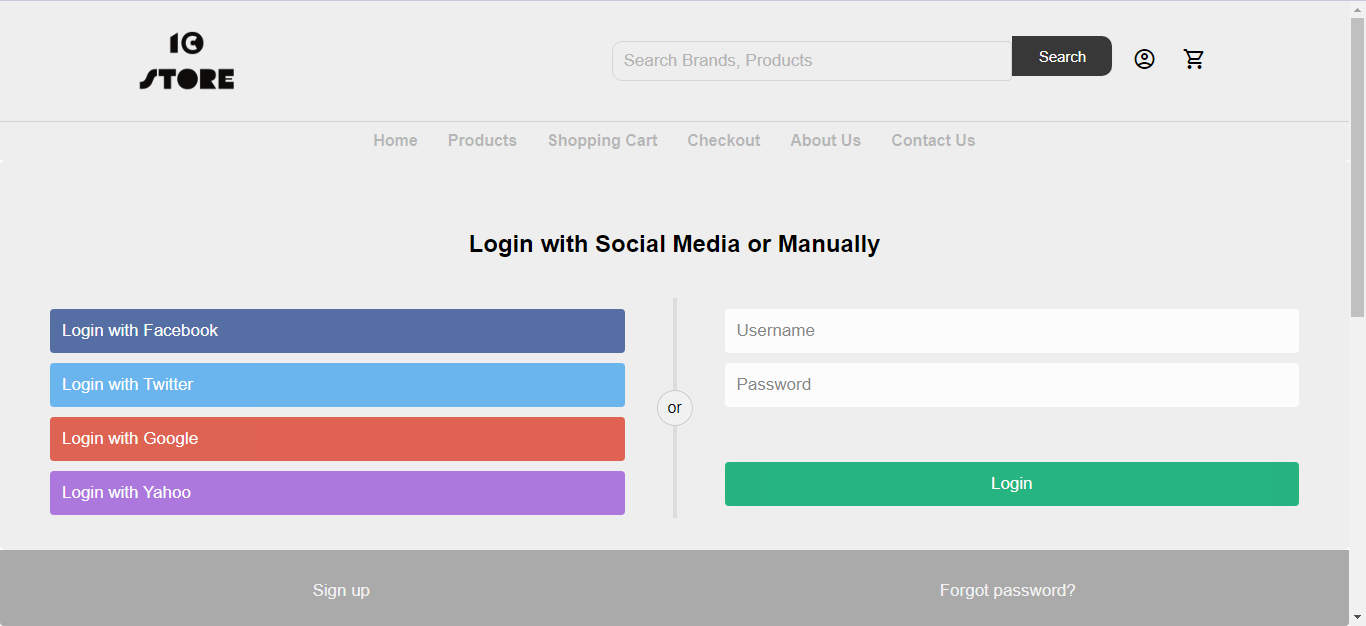 10
STORE
Search Brands, Products
Search
Home Products Shopping Cart Checkout About Us Contact Us
Login with Social Media or Manually
Login with Facebook
Login with Twitter
Login with Google
Login with Yahoo
or
Username
Password
Login
Sign up
Forgot password?